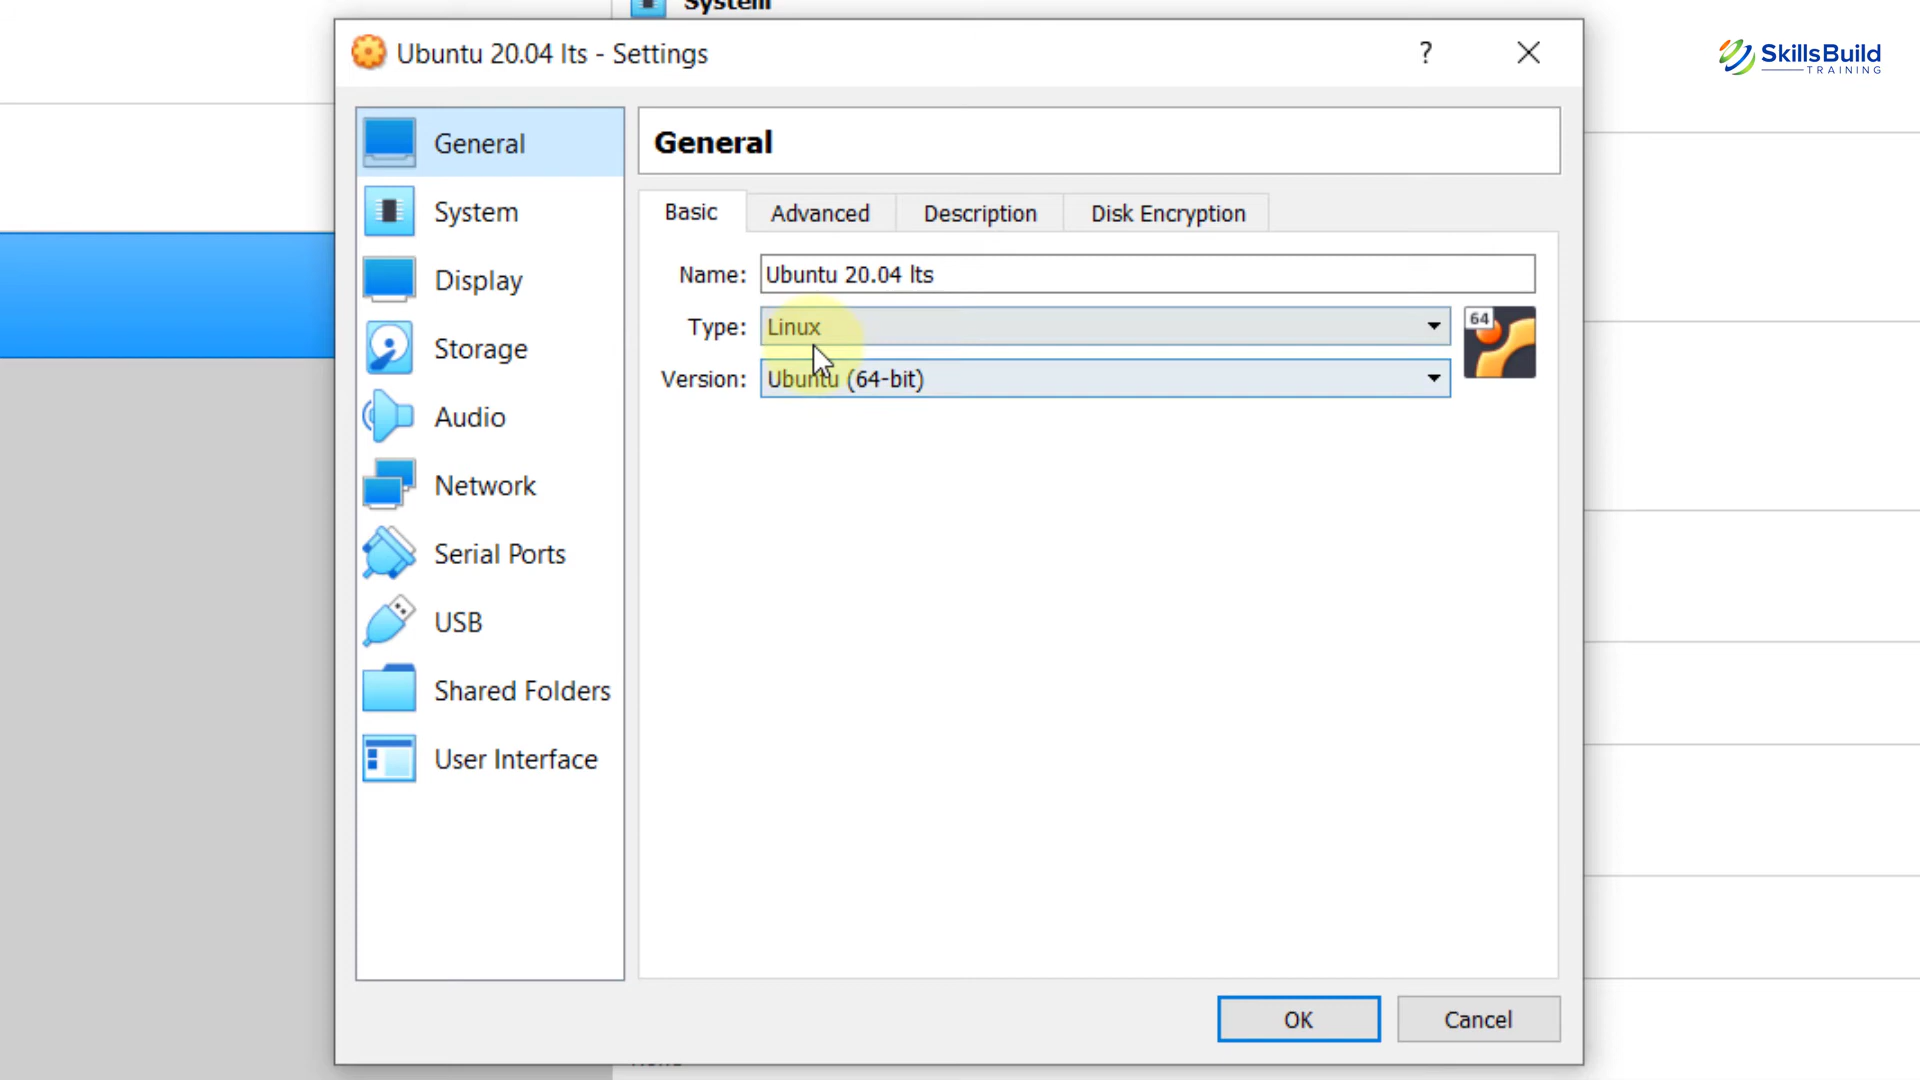 System
Ubuntu 20.04 lts - Settings
?
SkillsBuild
TRAINING
General
System
Display
Storage
Audio
Network
Serial Ports
USB
Shared Folders
User Interface
General
Basic
Advanced
Description
Disk Encryption
Name: Ubuntu 20.04 lts
Type: Linux
64
Version: Ubuntu (64-bit)
OK
Cancel